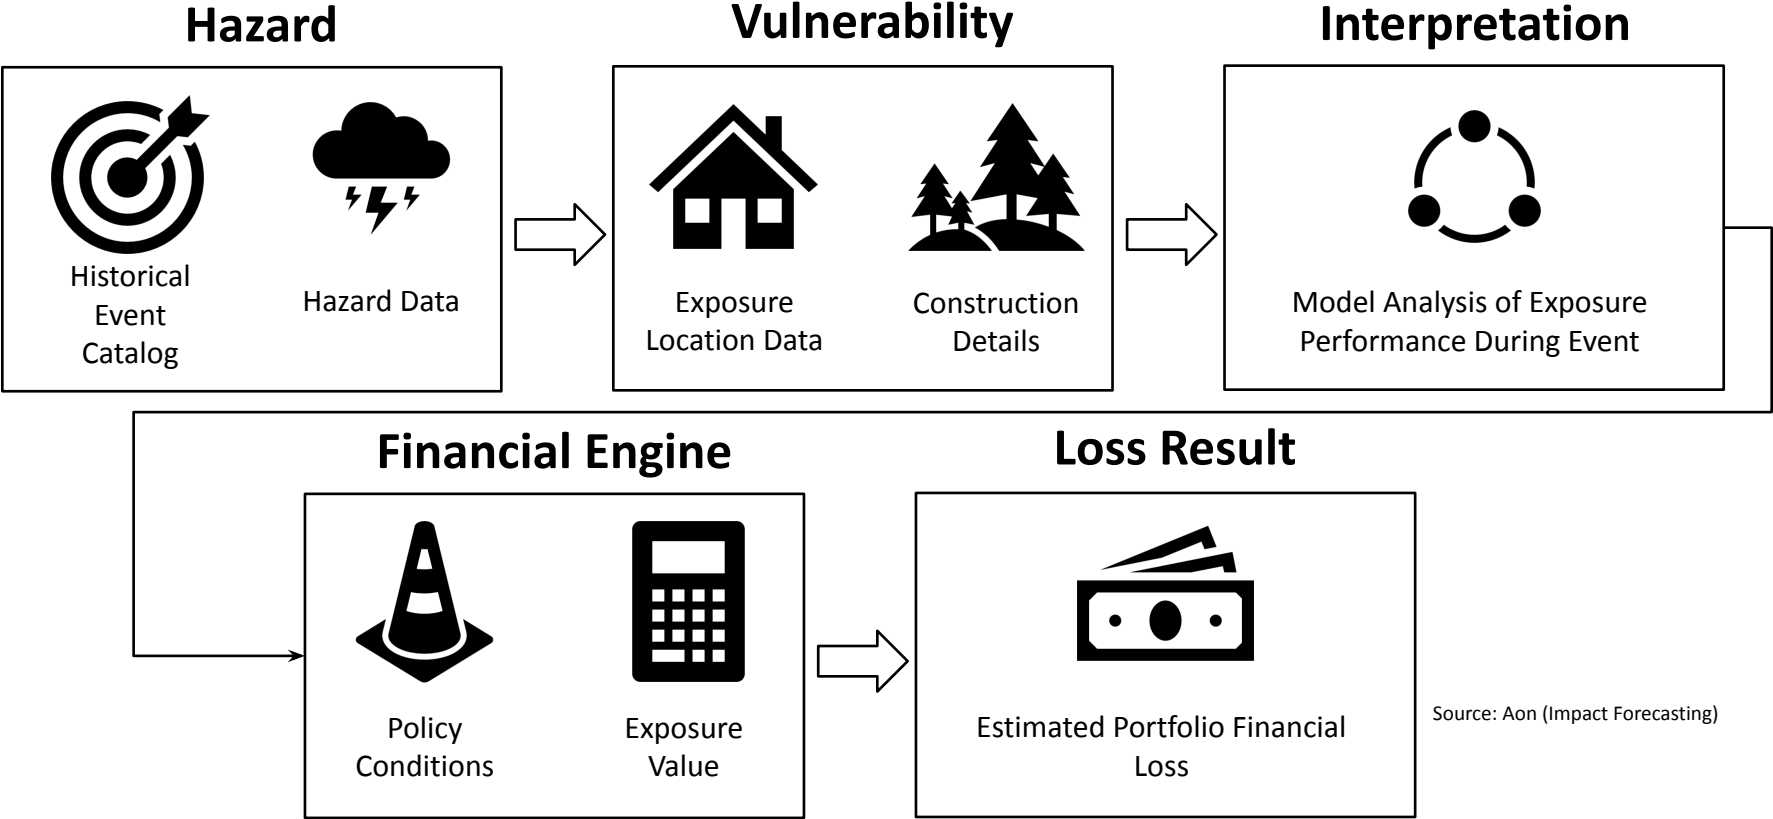 Hazard
Vulnerability
Interpretation
Historical
Event
Catalog
Hazard Data
Exposure
Location Data
Construction
Details
Model Analysis of Exposure
Performance During Event
Financial Engine
Loss Result
Policy
Conditions
Exposure
Value
Estimated Portfolio Financial
Loss
Source: Aon (Impact Forecasting)